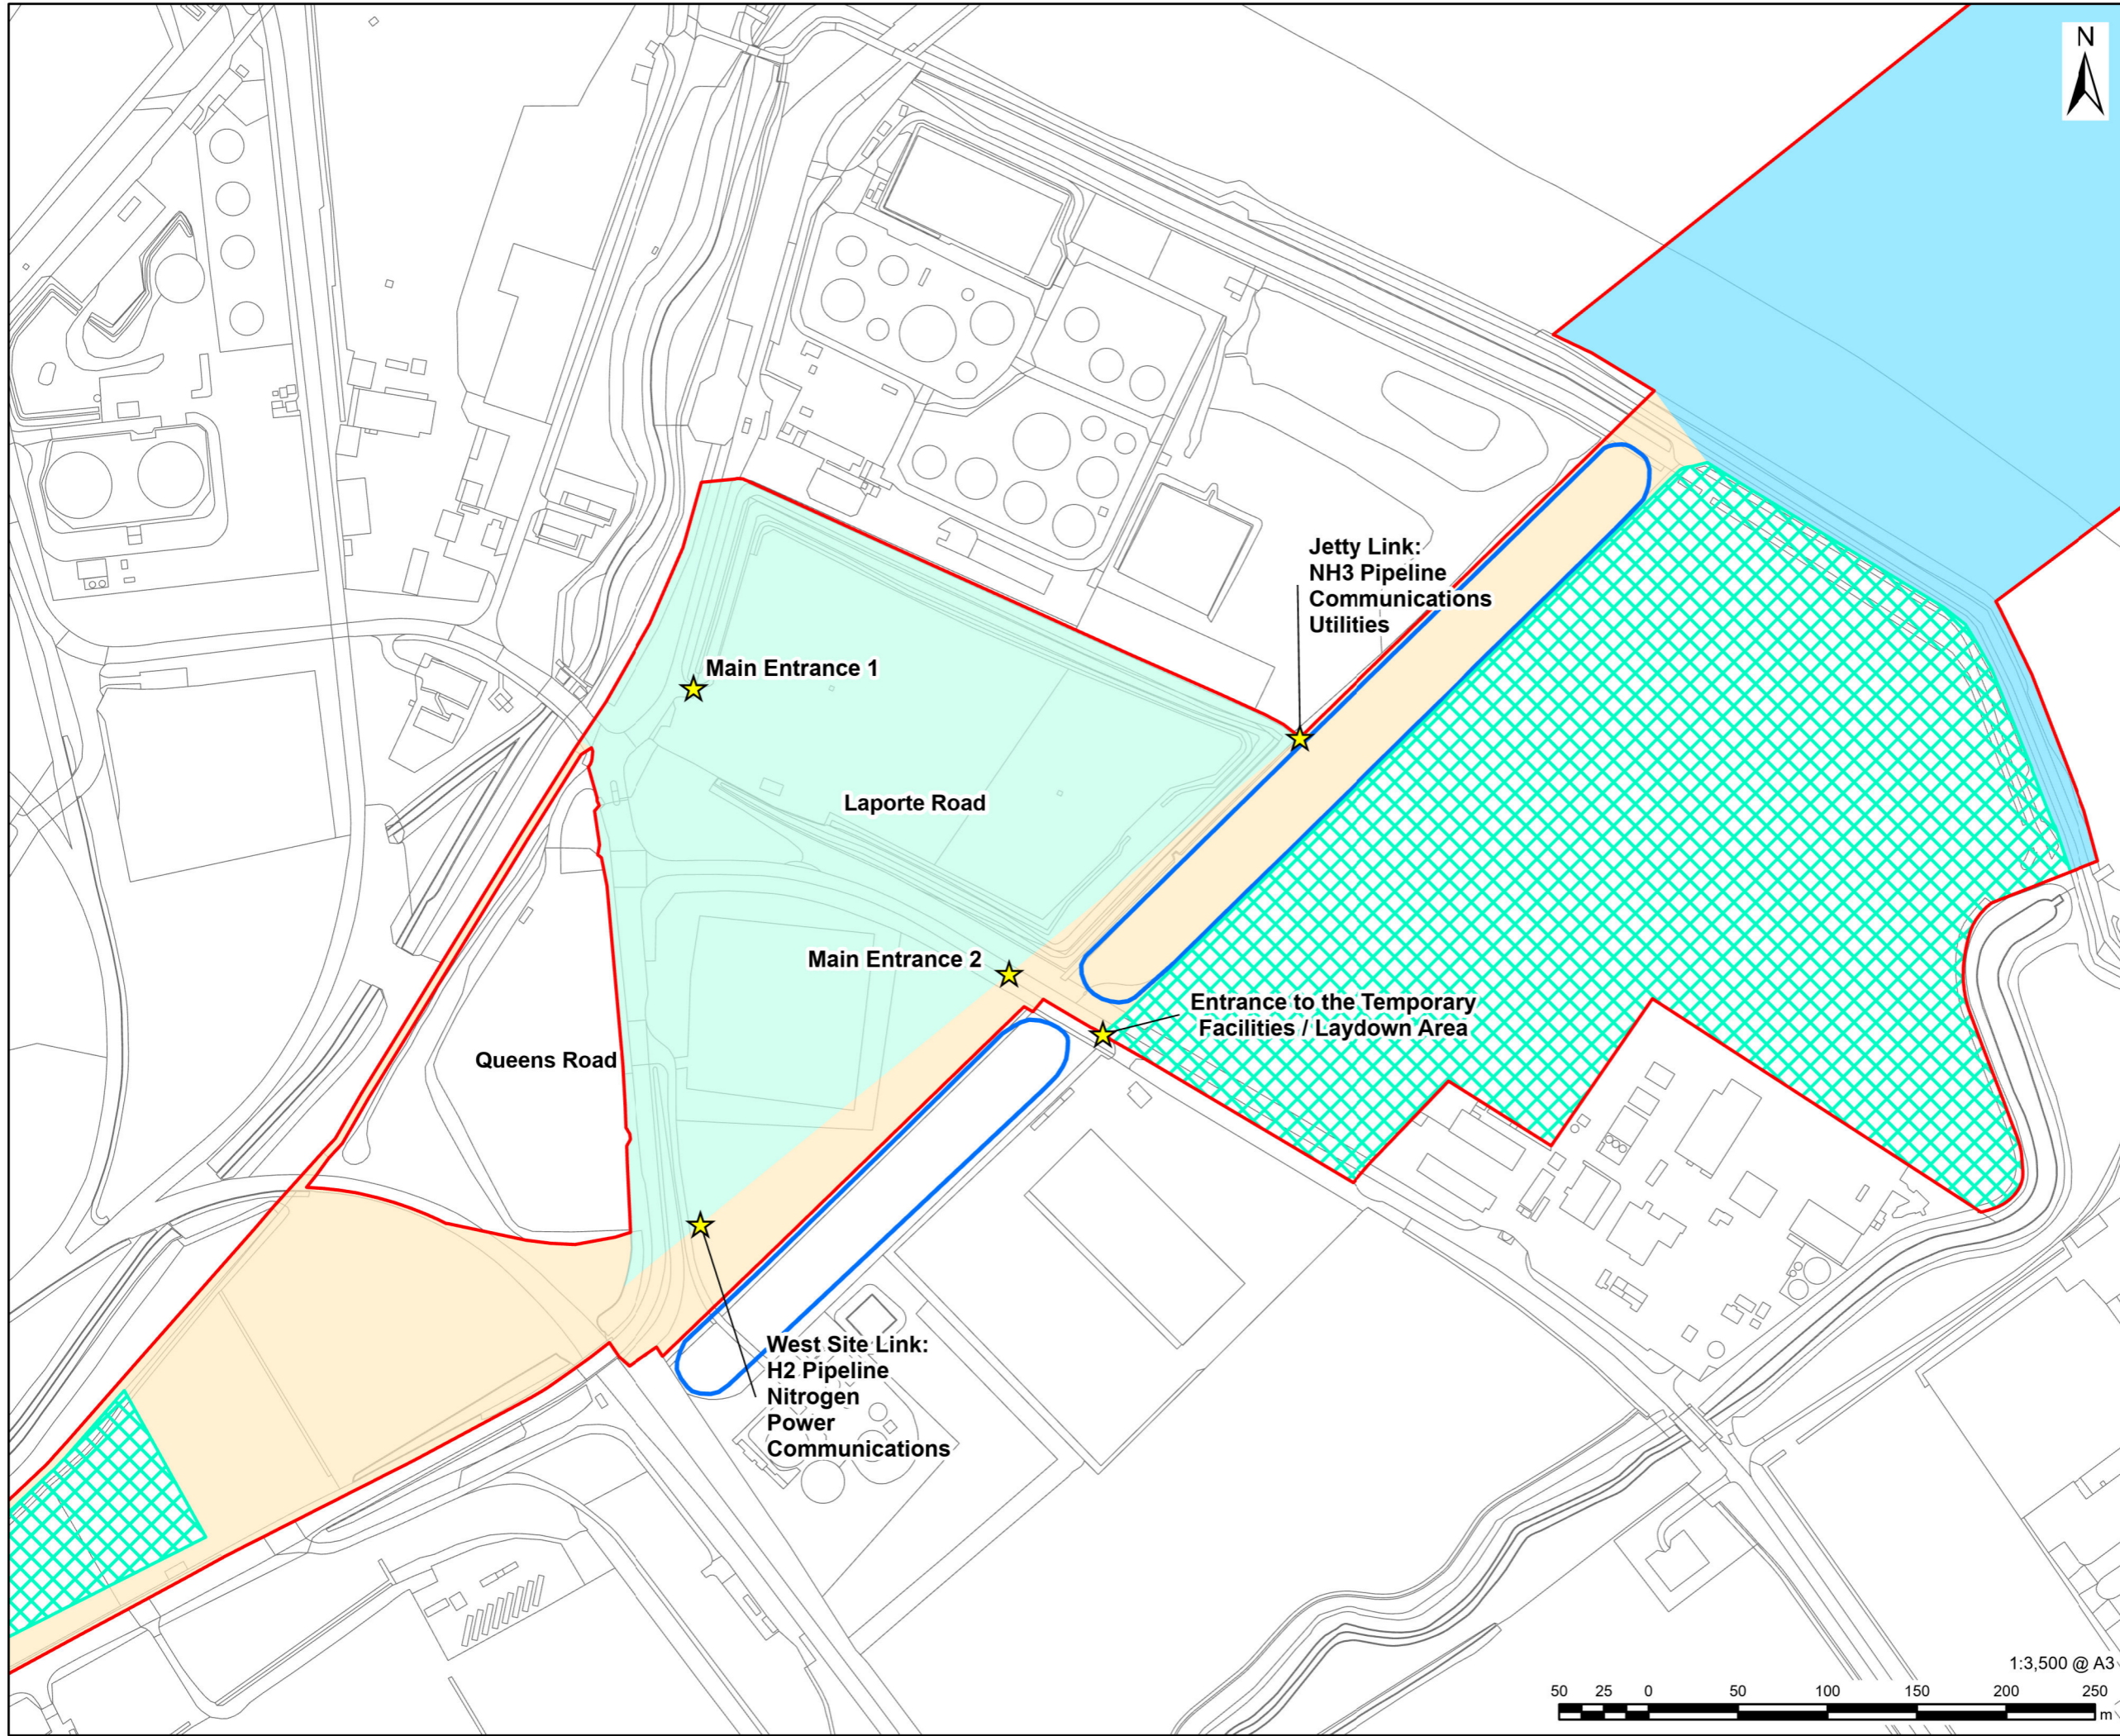 N
Jetty Link:
NH3 Pipeline
Communications
Utilities
Main Entrance 1
Laporte Road
Main Entrance 2
Entrance to the Temporary
Facilities / Laydown Area
Queens Road
West Site Link:
H2 Pipeline
Nitrogen
Power
Communications
1:3,500 @ A3
50 25 0 50 100 150 200 250
m